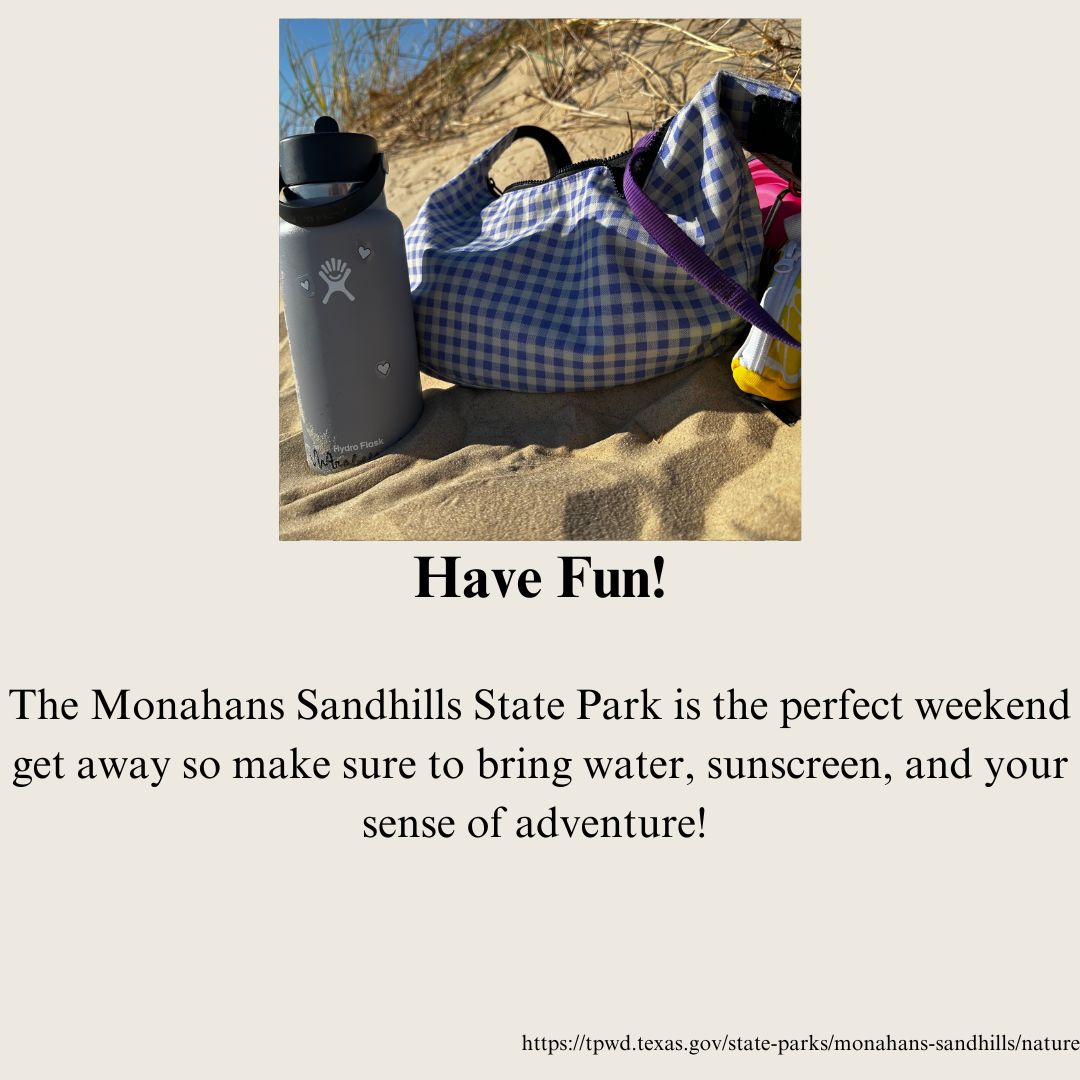 Hydro Flask
Have Fun!
The Monahans Sandhills State Park is the perfect weekend
get away so make sure to bring water, sunscreen, and your
sense of adventure!
https://tpwd.texas.gov/state-parks/monahans-sandhills/nature